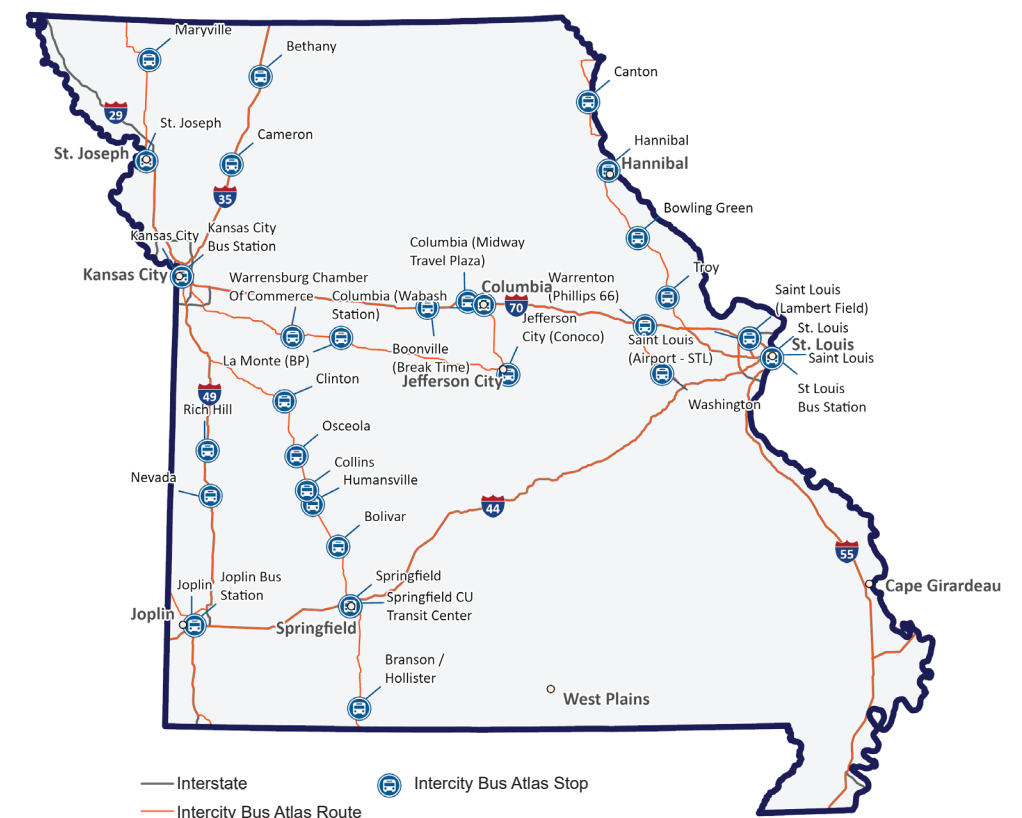 Maryville
Bethany
Canton
29
St. Joseph
Cameron
St. Joseph
Hannibal
Hannibal
35
Bowling Green
Kansas City
Kansas City
Bus Station
Columbia (Midway
Travel Plaza)
Troy
Kansas City
Warrensburg Chamber
Of Commerce
Columbia (Wabash
Station)
Columbia
70
Warrenton
(Phillips 66)
Saint Louis
(Lambert Field)
Jefferson
City (Conoco)
St. Louis
St. Louis
Saint Louis
Saint Louis
(Airport - STL)
La Monte (BP)
Boonville
(Break Time)
Jefferson City
St Louis
Bus Station
Washington
Clinton
49
Rich Hill
Osceola
Collins
Humansville
Nevada
44
Bolivar
55
Joplin
Joplin Bus
Station
Springfield
Springfield CU
Transit Center
Cape Girardeau
Joplin
Springfield
Branson /
Hollister
West Plains
Interstate
Intercity Bus Atlas Stop
Intercity Bus Atlas Route